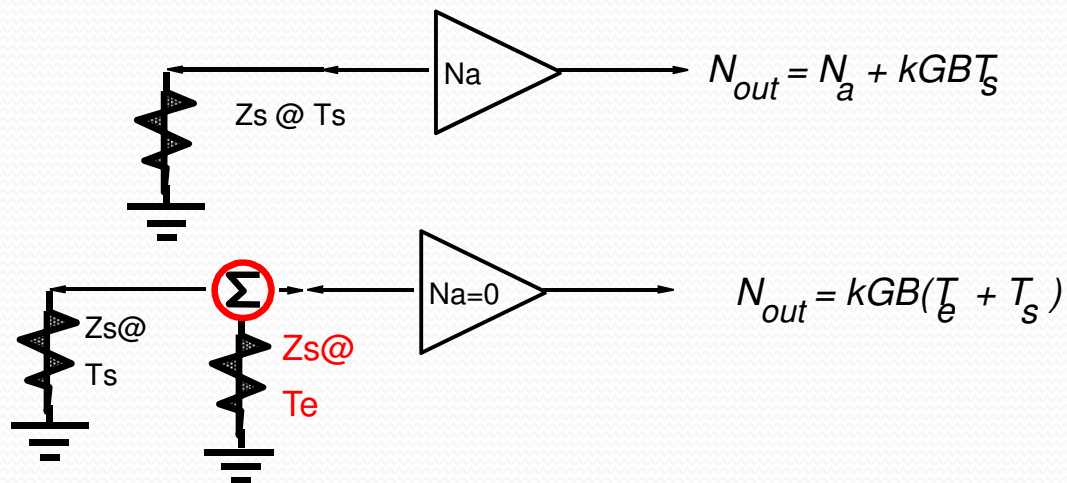 Na
N_out = N_a + kGBT_s
Zs @ Ts
Σ
Na=0
N_out = kGB(T_e + T_s)
Zs@
Ts
Zs@
Te